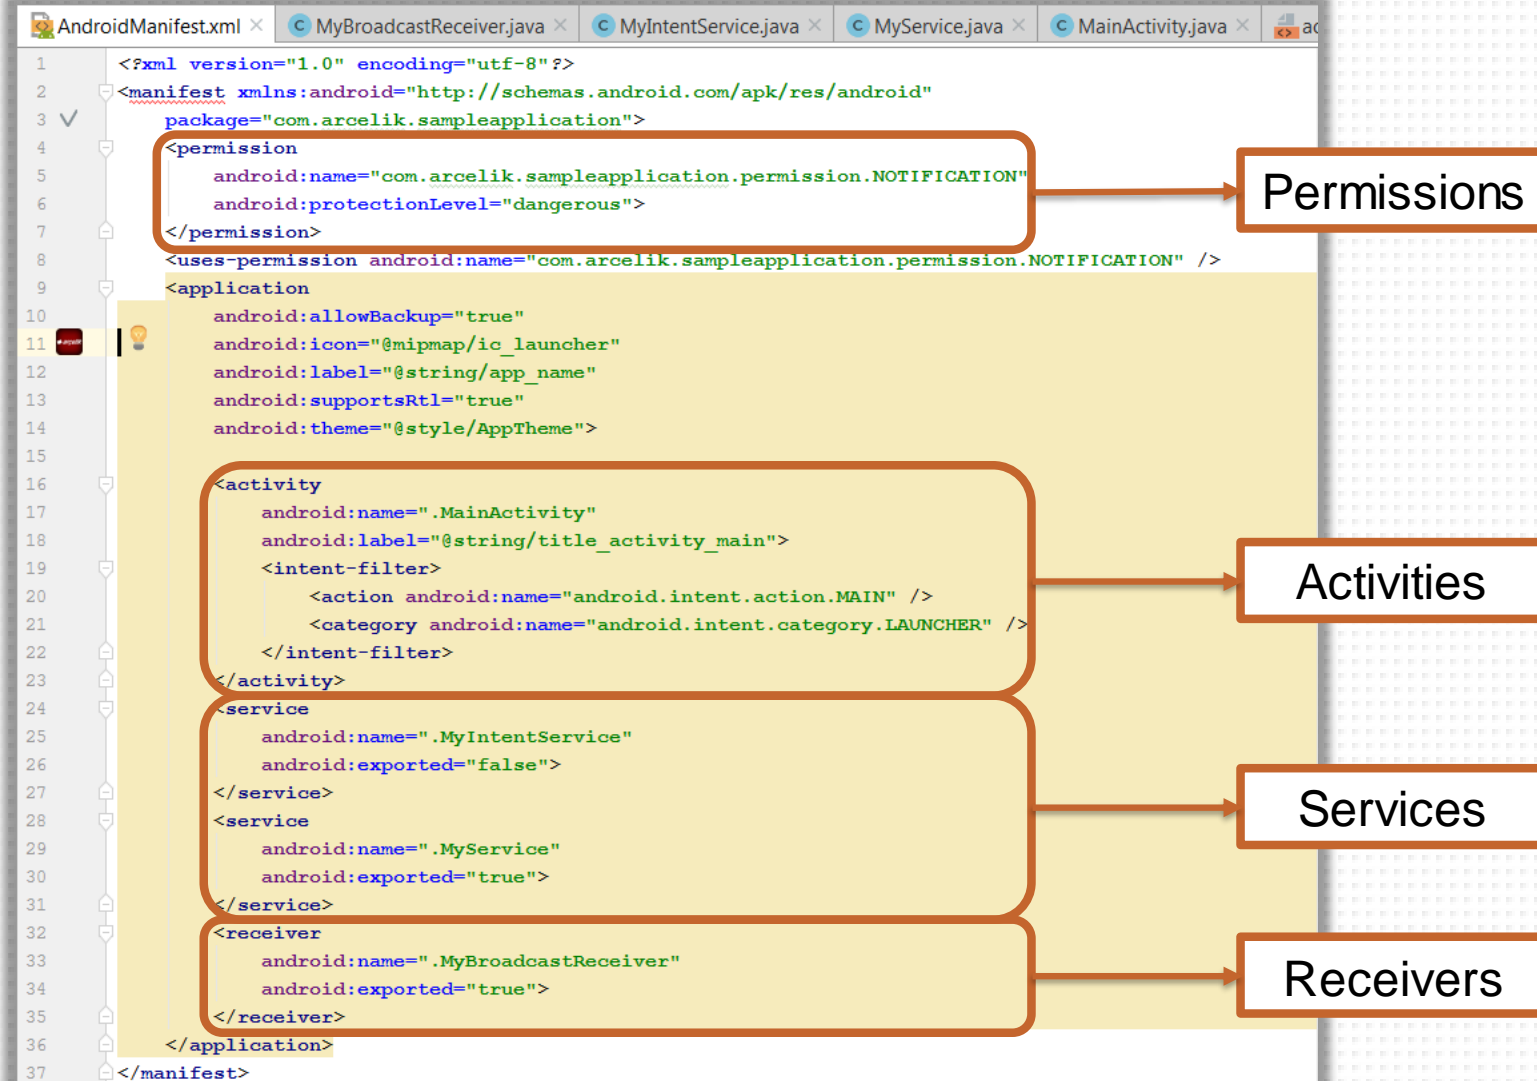 AndroidManifest.xml MyBroadcastReceiver.java MyIntentService.java MyService.java MainActivity.java
1 <?xml version="1.0" encoding="utf-8"?>
2 <manifest xmlns:android="http://schemas.android.com/apk/res/android"
3 package="com.arcelik.sampleapplication">
4 <permission
5 android:name="com.arcelik.sampleapplication.permission.NOTIFICATION"
6 android:protectionLevel="dangerous">
7 </permission>
8 <uses-permission android:name="com.arcelik.sampleapplication.permission.NOTIFICATION" />
9 <application
10 android:allowBackup="true"
11 android:icon="@mipmap/ic_launcher"
12 android:label="@string/app_name"
13 android:supportsRtl="true"
14 android:theme="@style/AppTheme">
15
16 <activity
17 android:name=".MainActivity"
18 android:label="@string/title_activity_main">
19 <intent-filter>
20 <action android:name="android.intent.action.MAIN" />
21 <category android:name="android.intent.category.LAUNCHER" />
22 </intent-filter>
23 </activity>
24 <service
25 android:name=".MyIntentService"
26 android:exported="false">
27 </service>
28 <service
29 android:name=".MyService"
30 android:exported="true">
31 </service>
32 <receiver
33 android:name=".MyBroadcastReceiver"
34 android:exported="true">
35 </receiver>
36 </application>
37 </manifest>
Permissions
Activities
Services
Receivers